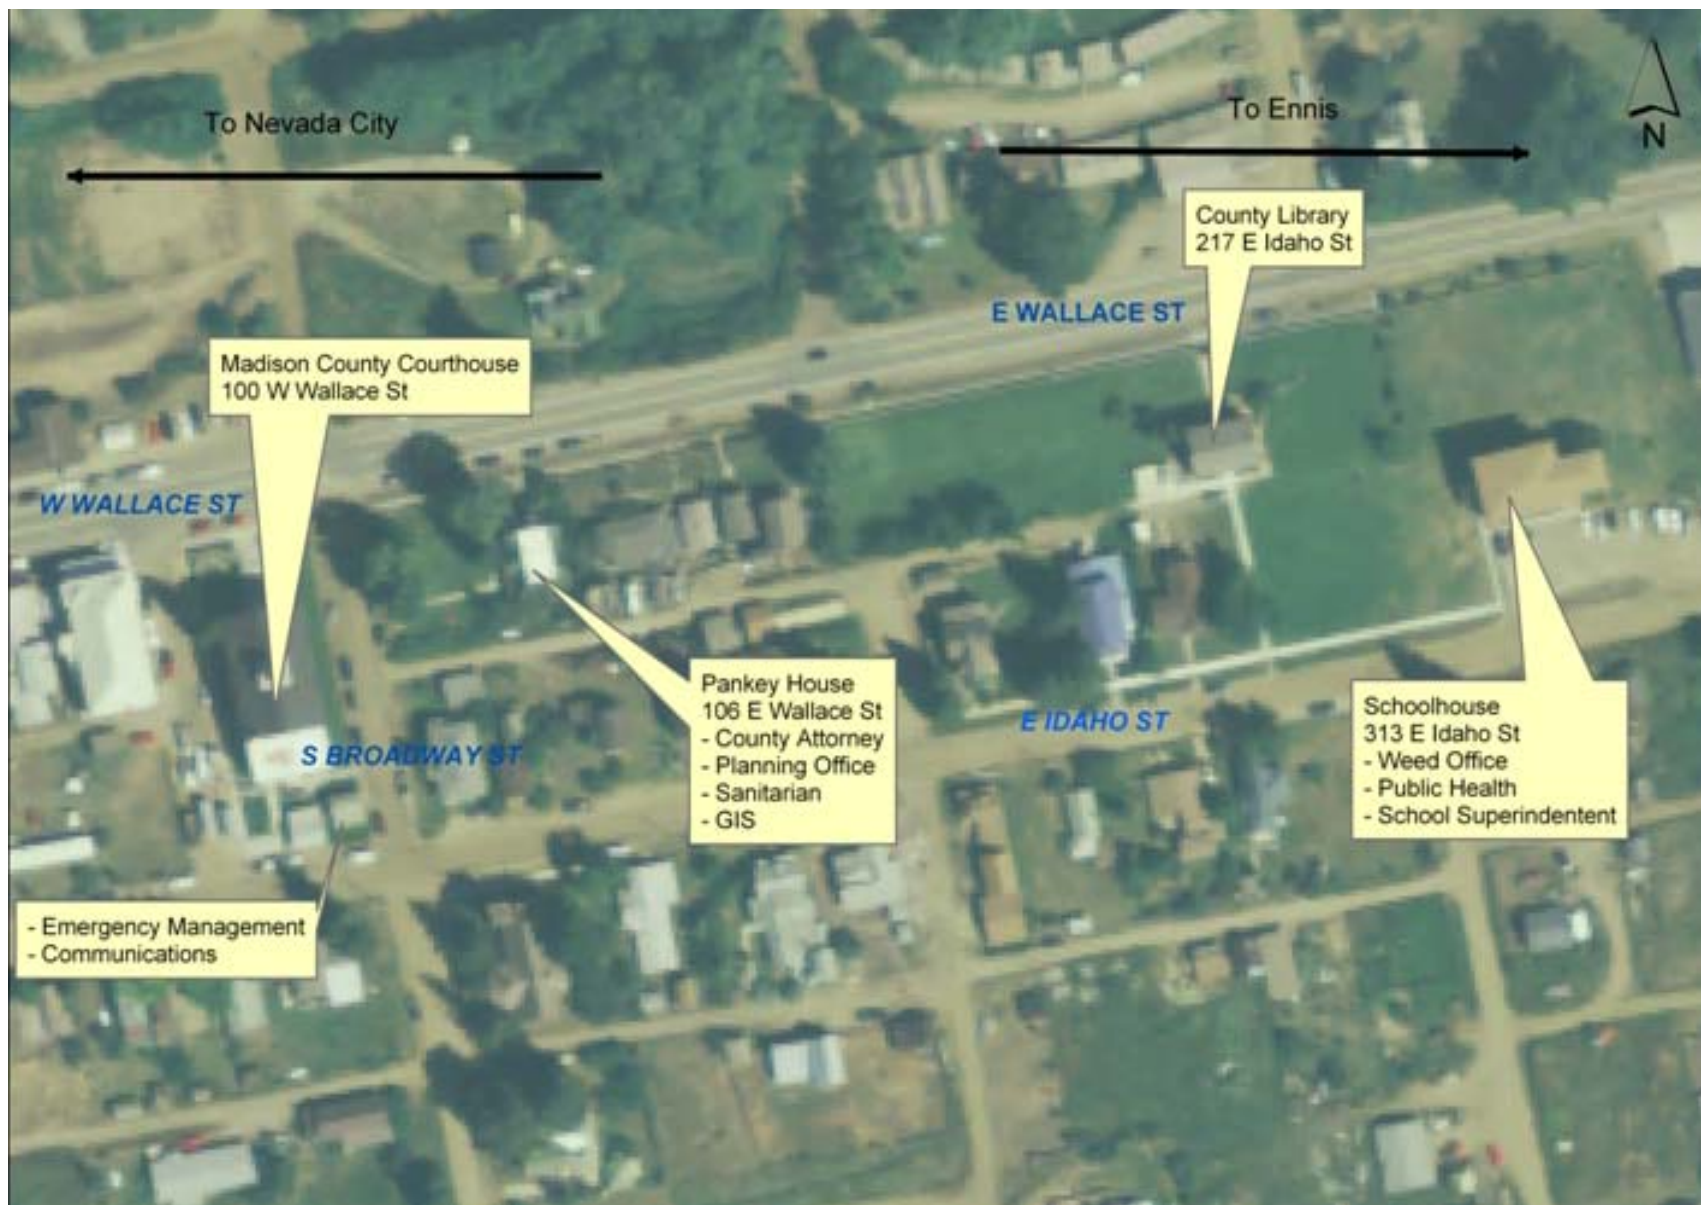 To Nevada City
To Ennis
N
County Library
217 E Idaho St
E WALLACE ST
Madison County Courthouse
100 W Wallace St
W WALLACE ST
Pankey House
106 E Wallace St
- County Attorney
- Planning Office
- Sanitarian
- GIS
E IDAHO ST
Schoolhouse
313 E Idaho St
- Weed Office
- Public Health
- School Superindentent
S BROADWAY ST
- Emergency Management
- Communications